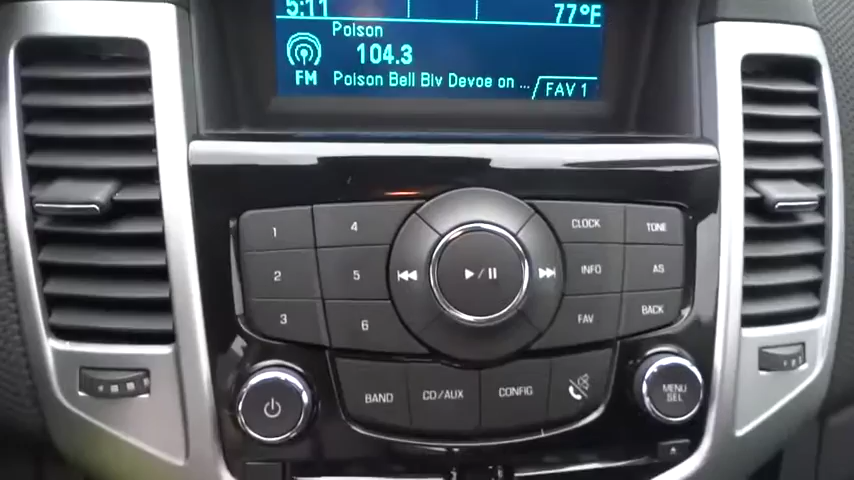 5:11 77°F
Poison
104.3
FM Poison Bell Biv Devoe on ... FAV 1
1 4 CLOCK TONE
2 5 INFO AS
3 6 FAV BACK
BAND CD/AUX CONFIG
MENU
SEL